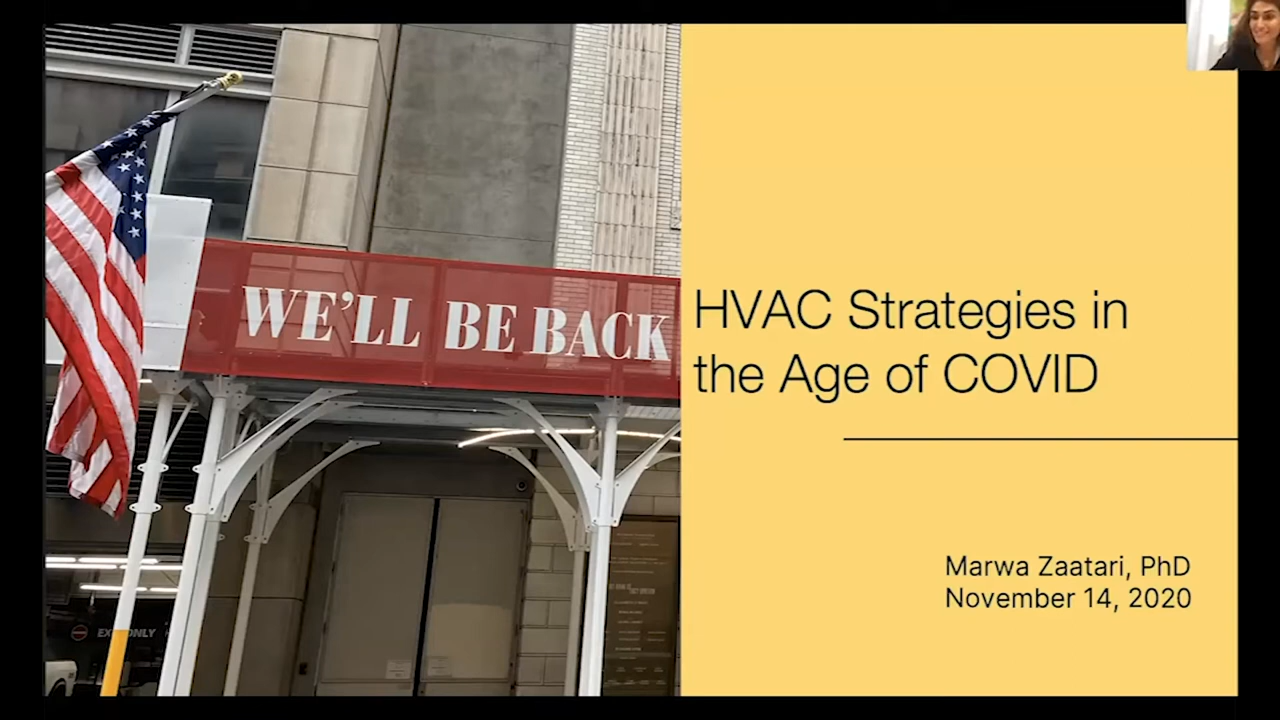 WE'LL BE BACK
HVAC Strategies in
the Age of COVID
Marwa Zaatari, PhD
November 14, 2020